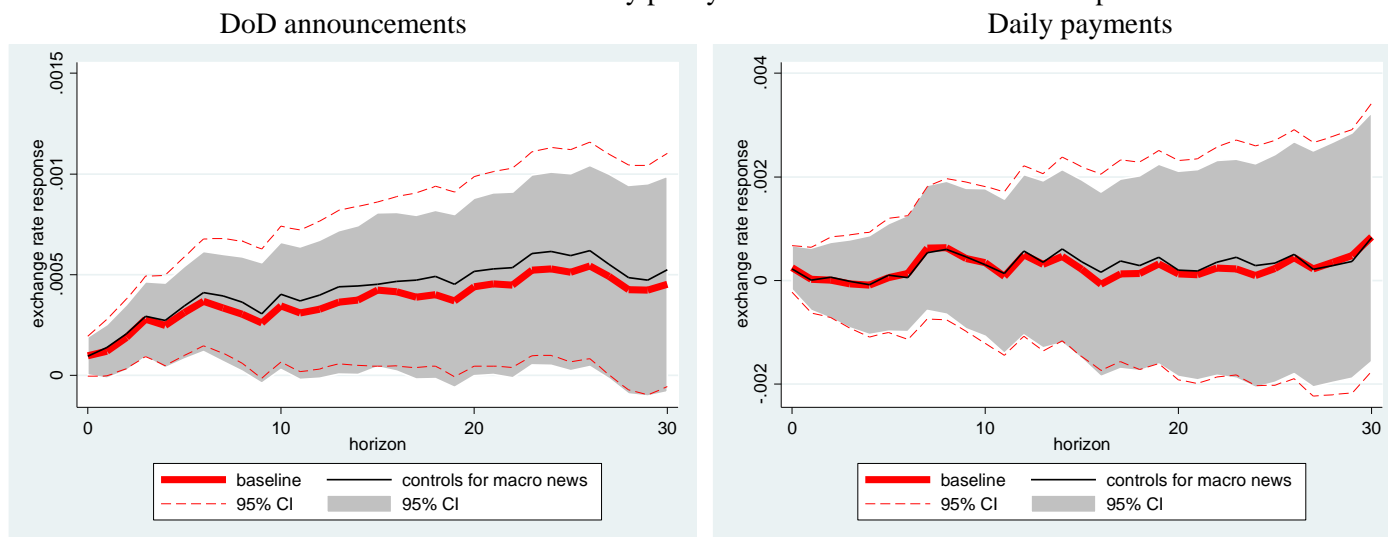 DoD announcements
Daily payments
.0015
.001
.0005
0
exchange rate response
0
10
20
30
horizon
baseline
controls for macro news
95% CI
95% CI
.004
.002
0
-.002
exchange rate response
0
10
20
30
horizon
baseline
controls for macro news
95% CI
95% CI